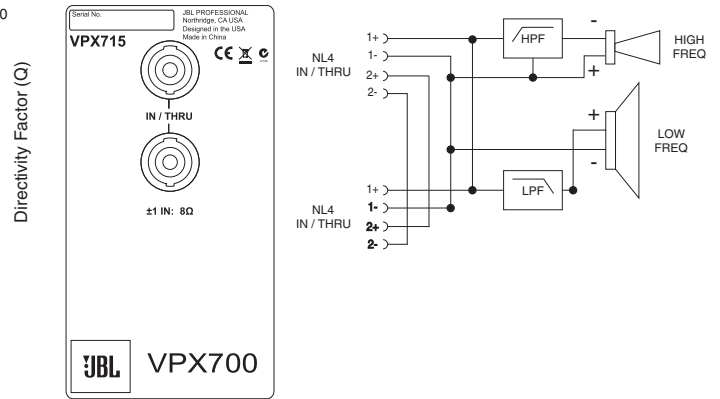 0
Directivity Factor (Q)
Serial No.
JBL PROFESSIONAL
Northridge, CA USA
Designed in the USA
Made in China
VPX715
CE
IN / THRU
±1 IN: 8Ω
JBL
VPX700
NL4
IN / THRU
1+
1-
2+
2-
HPF
-
+
HIGH
FREQ
+
-
LOW
FREQ
NL4
IN / THRU
1+
1-
2+
2-
LPF